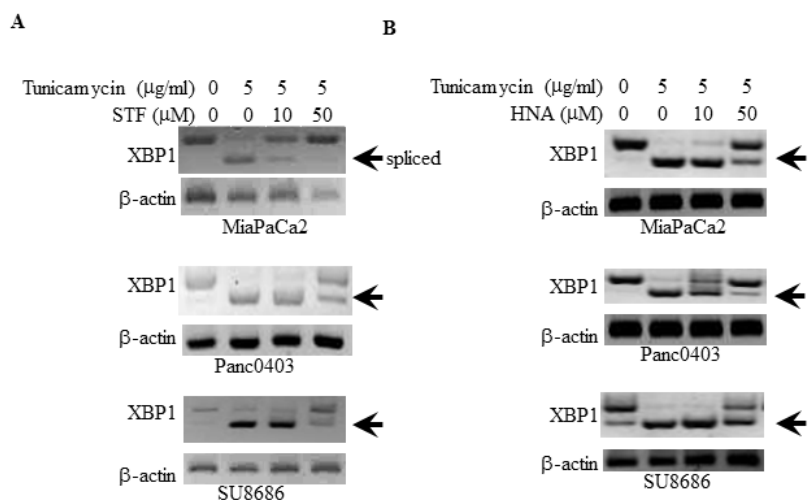 A
Tunicamycin (μg/ml) 0 5 5 5
STF (μM) 0 0 10 50
XBP1
spliced
β-actin
MiaPaCa2
XBP1
β-actin
Panc0403
XBP1
β-actin
SU8686
B
Tunicamycin (μg/ml) 0 5 5 5
HNA (μM) 0 0 10 50
XBP1
β-actin
MiaPaCa2
XBP1
β-actin
Panc0403
XBP1
β-actin
SU8686